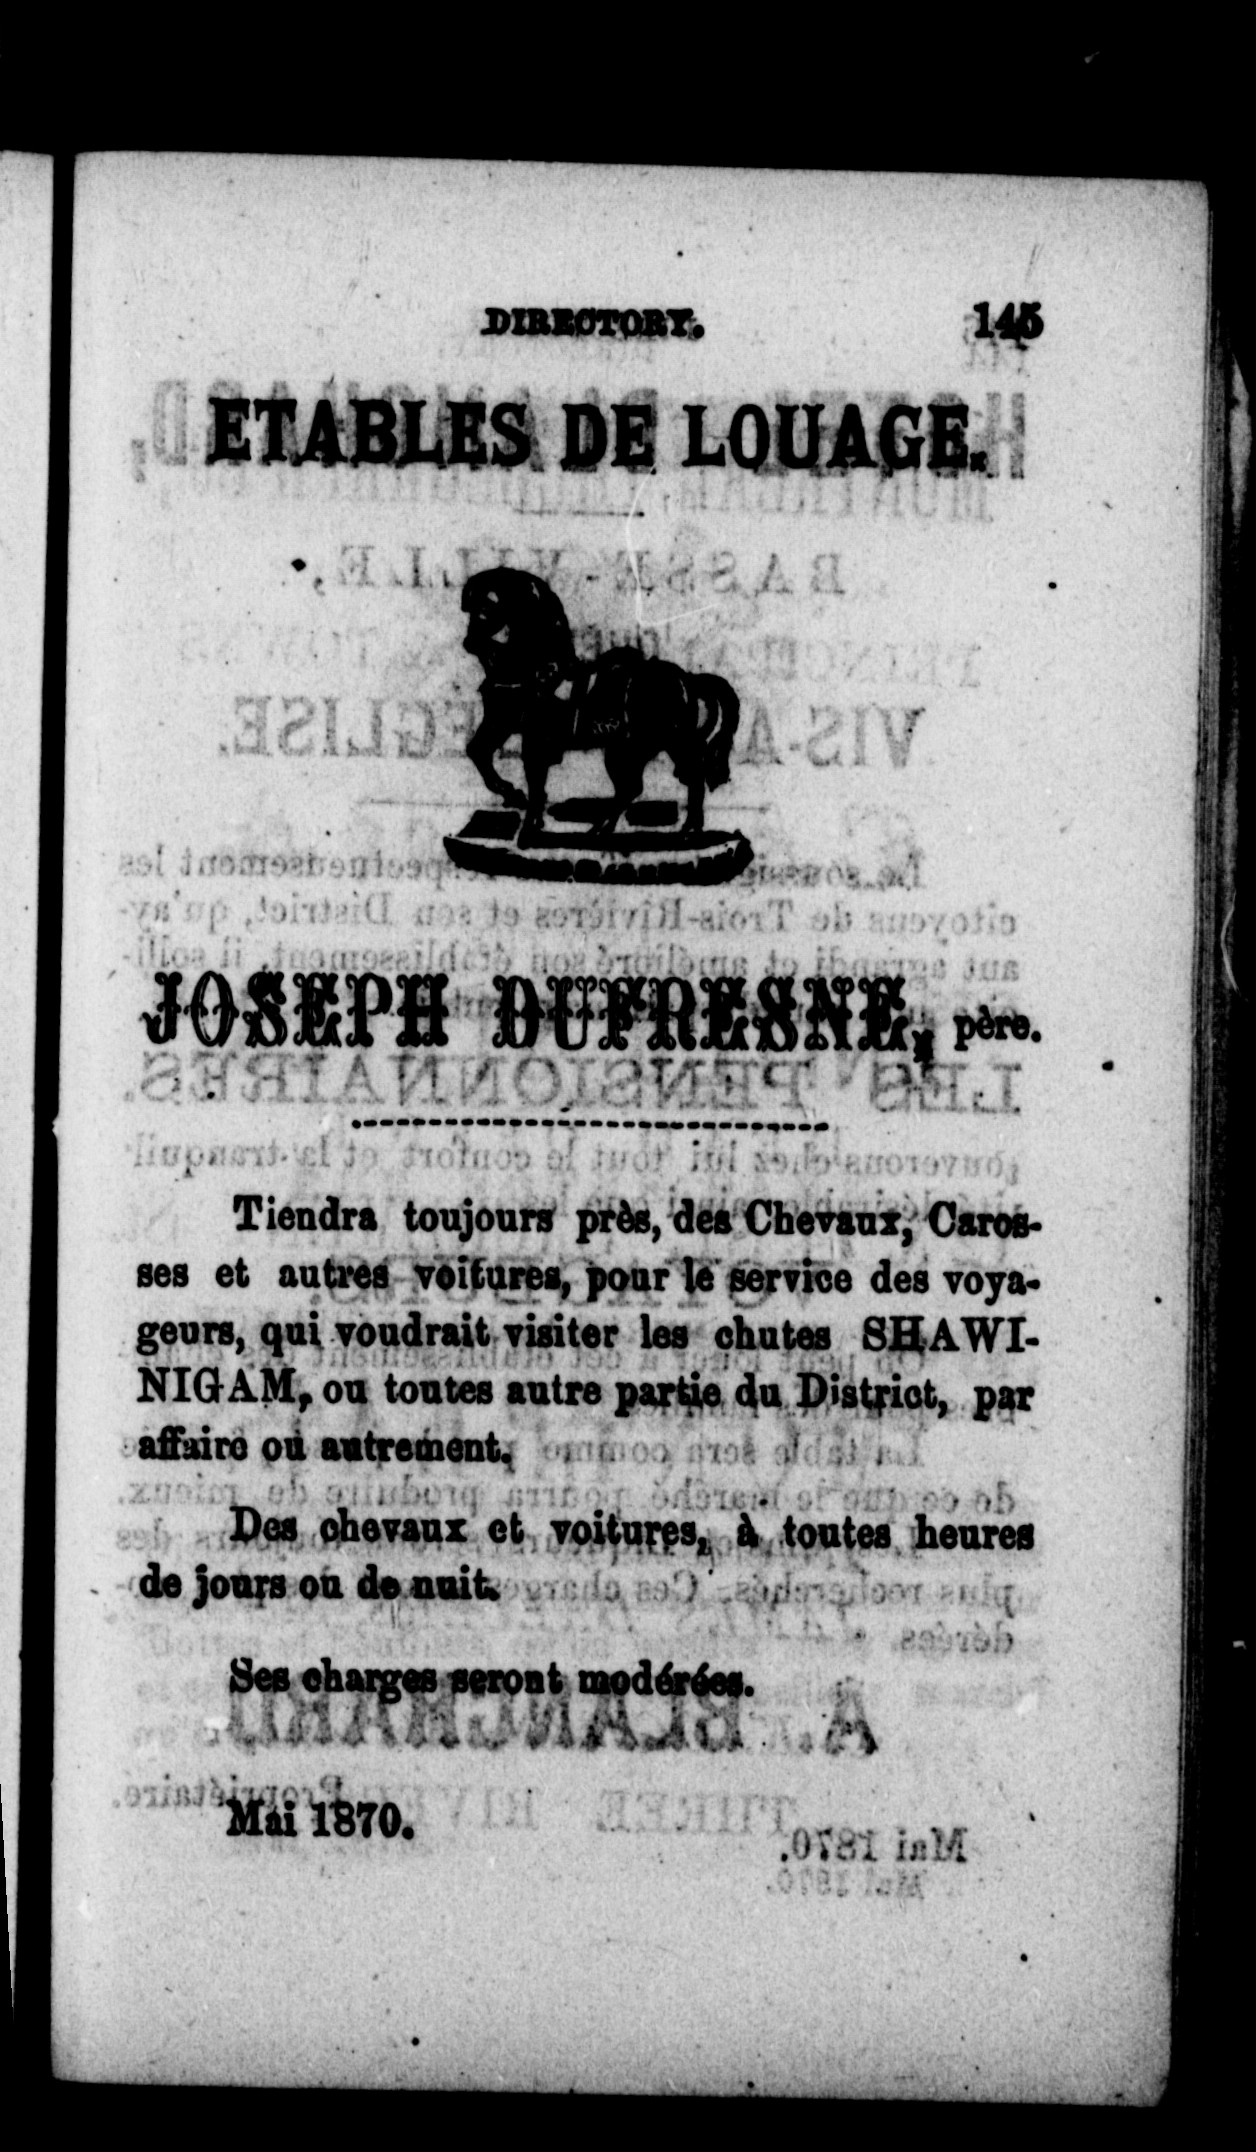 DIRECTORY. 145
ETABLES DE LOUAGE.
JOSEPH DUFRESNE, père.
Tiendra toujours près, des Chevaux, Caros-
ses et autres voitures, pour le service des voya-
geurs, qui voudrait visiter les chutes SHAWI-
NIGAM, ou toutes autre partie du District, par
affaire ou autrement.
Des chevaux et voitures, à toutes heures
de jours ou de nuit.
Ses charges seront modérées.
Mai 1870.